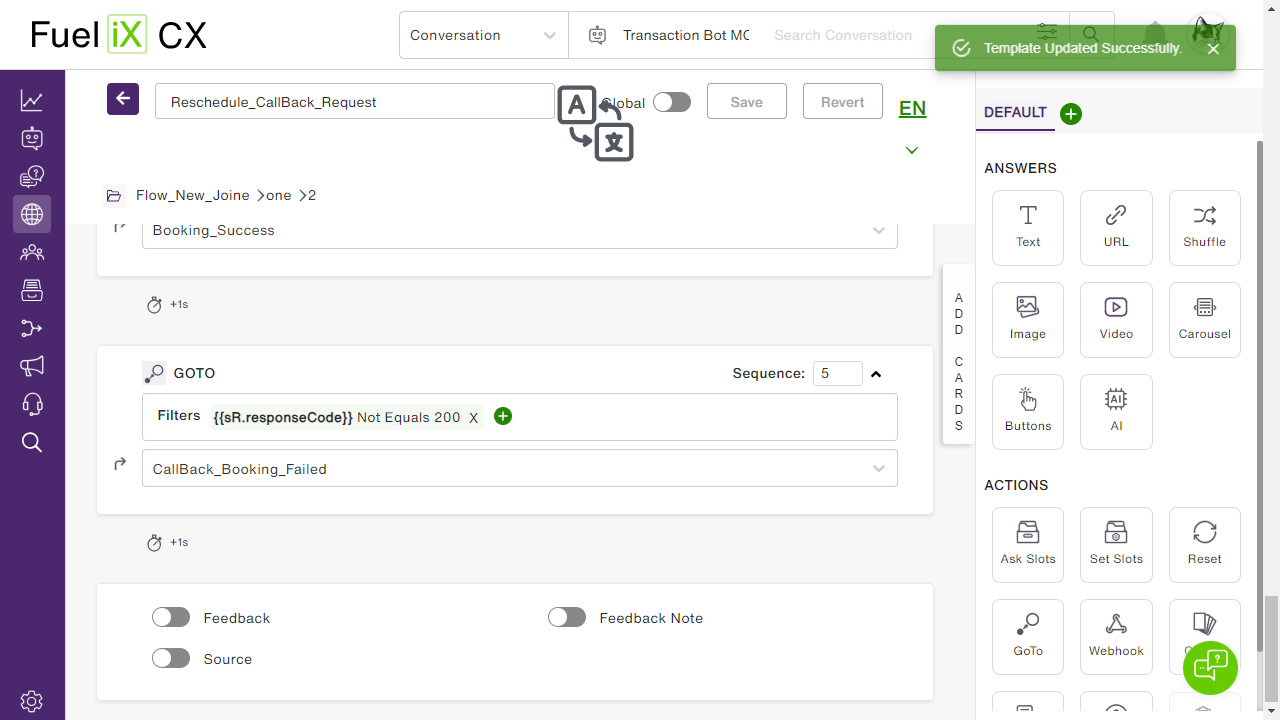 Fuel iX CX
Conversation
Transaction Bot MC
Search Conversation
Template Updated Successfully.
Reschedule_CallBack_Request
Global
Save
Revert
EN
Flow_New_Joine
one
2
Booking_Success
+1s
GOTO
Sequence: 5
Filters {{sR.responseCode}} Not Equals 200 X
CallBack_Booking_Failed
+1s
Feedback
Feedback Note
Source
ADD CARDS
DEFAULT
ANSWERS
Text
URL
Shuffle
Image
Video
Carousel
Buttons
AI
ACTIONS
Ask Slots
Set Slots
Reset
GoTo
Webhook